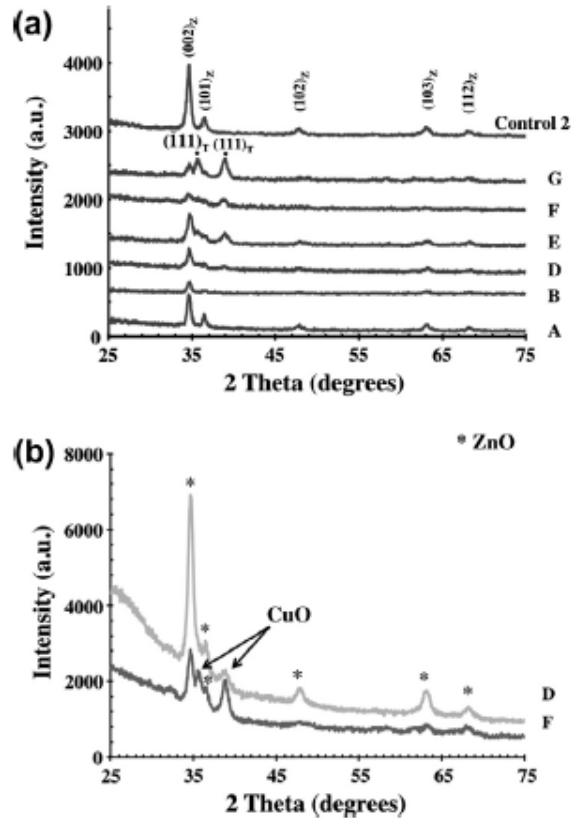 (a)
(002)Z
(101)Z
(102)Z
(103)Z
(112)Z
Control 2
(111)T (111)T
G
F
E
D
B
A
4000
3000
2000
1000
0
Intensity (a.u.)
25 35 45 55 65 75
2 Theta (degrees)
(b)
* ZnO
8000
6000
4000
2000
0
Intensity (a.u.)
*
*
CuO
*
*
*
*
D
F
25 35 45 55 65 75
2 Theta (degrees)